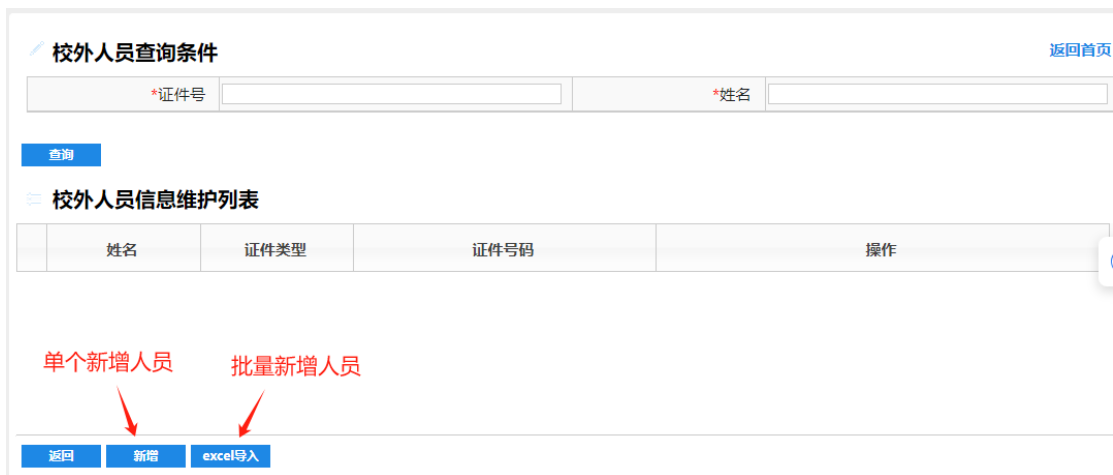 校外人员查询条件
返回首页
*证件号
*姓名
查询
校外人员信息维护列表
姓名 证件类型 证件号码 操作
单个新增人员
批量新增人员
返回 新增 excel导入